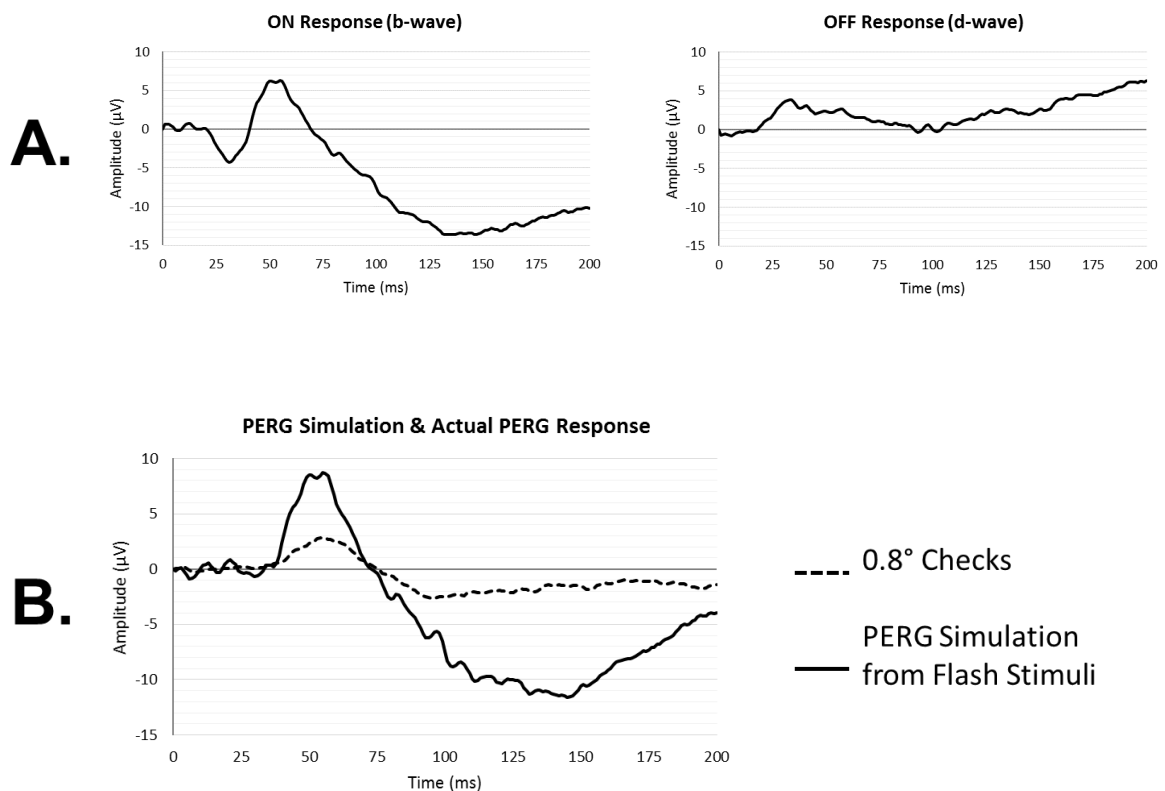 A.
ON Response (b-wave)
10
5
0
-5
-10
-15
Amplitude (µV)
0 25 50 75 100 125 150 175 200
Time (ms)
OFF Response (d-wave)
10
5
0
-5
-10
-15
Amplitude (µV)
0 25 50 75 100 125 150 175 200
Time (ms)
B.
PERG Simulation & Actual PERG Response
10
5
0
-5
-10
-15
Amplitude (µV)
0 25 50 75 100 125 150 175 200
Time (ms)
0.8° Checks
PERG Simulation
from Flash Stimuli